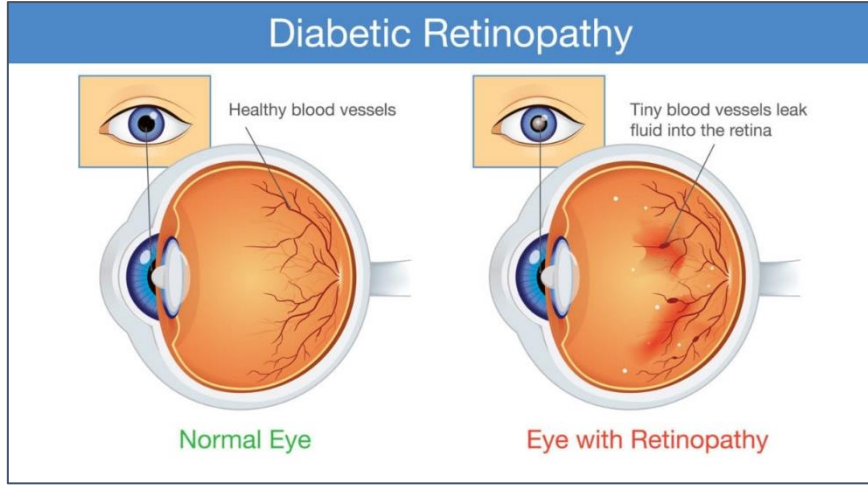 Diabetic Retinopathy
Healthy blood vessels
Tiny blood vessels leak
fluid into the retina
Normal Eye
Eye with Retinopathy